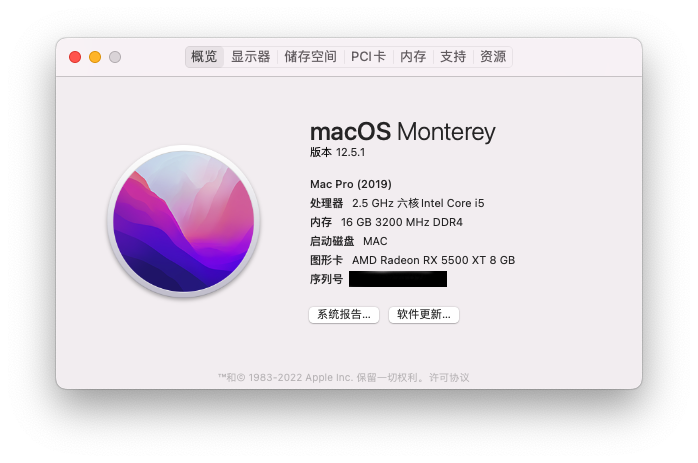 概览 显示器 储存空间 PCI卡 内存 支持 资源
macOS Monterey
版本 12.5.1
Mac Pro (2019)
处理器 2.5 GHz 六核Intel Core i5
内存 16 GB 3200 MHz DDR4
启动磁盘 MAC
图形卡 AMD Radeon RX 5500 XT 8 GB
序列号
系统报告... 软件更新...
™和© 1983-2022 Apple Inc. 保留一切权利。许可协议